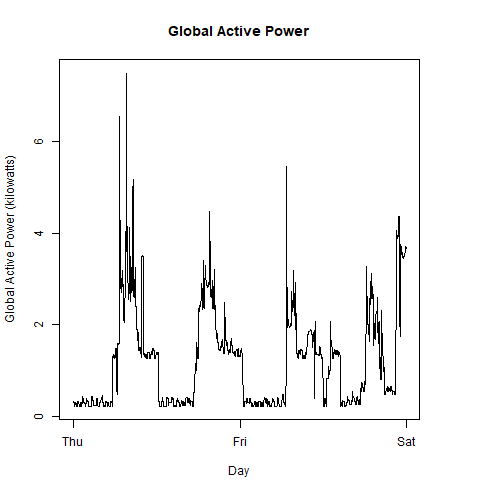 Global Active Power
Global Active Power (kilowatts)
6
4
2
0
Thu Fri Sat
Day